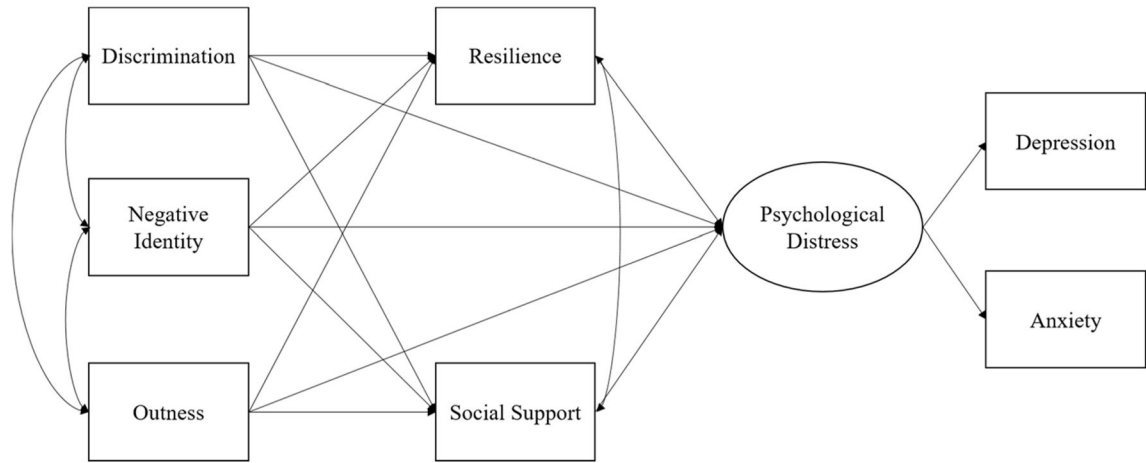 Discrimination
Resilience
Depression
Negative
Identity
Psychological
Distress
Outness
Social Support
Anxiety